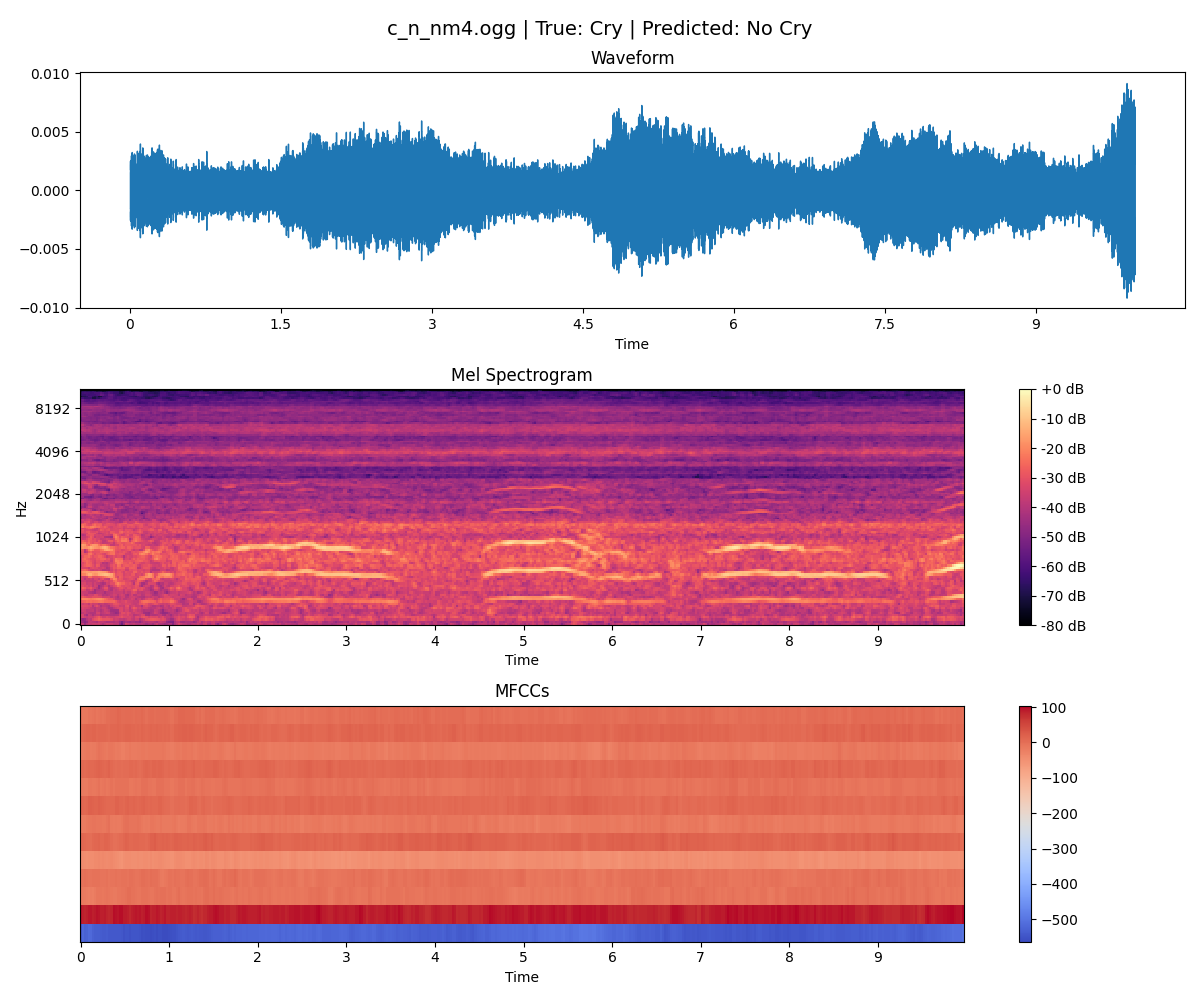 c_n_nm4.ogg | True: Cry | Predicted: No Cry
Waveform
0.010
0.005
0.000
−0.005
−0.010
0 1.5 3 4.5 6 7.5 9
Time
Mel Spectrogram
Hz
8192
4096
2048
1024
512
0
0 1 2 3 4 5 6 7 8 9
Time
+0 dB
-10 dB
-20 dB
-30 dB
-40 dB
-50 dB
-60 dB
-70 dB
-80 dB
MFCCs
0 1 2 3 4 5 6 7 8 9
Time
100
0
−100
−200
−300
−400
−500